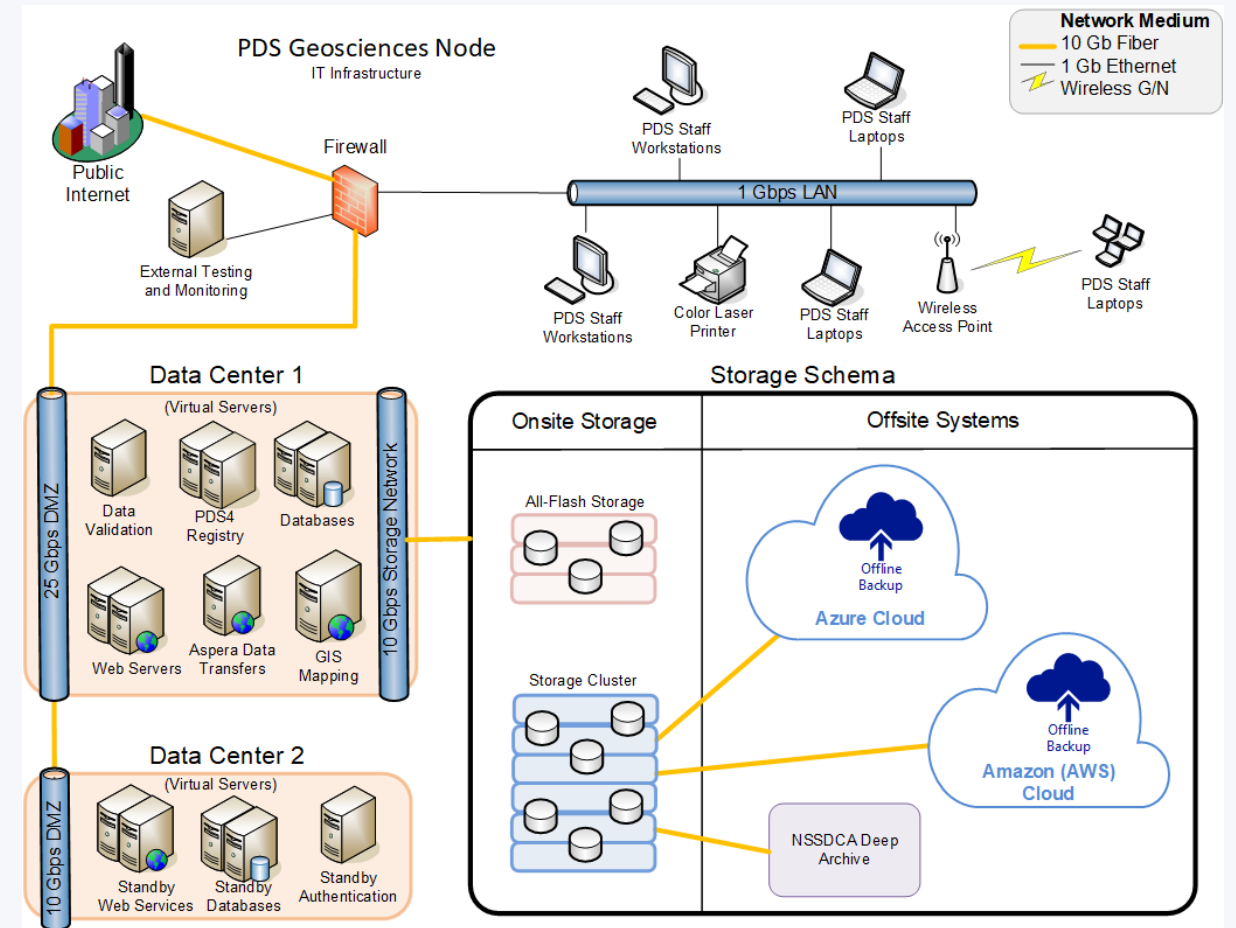 PDS Geosciences Node
IT Infrastructure
Network Medium
10 Gb Fiber
1 Gb Ethernet
Wireless G/N
Public
Internet
Firewall
External Testing
and Monitoring
PDS Staff
Workstations
PDS Staff
Laptops
1 Gbps LAN
PDS Staff
Workstations
Color Laser
Printer
PDS Staff
Laptops
Wireless
Access Point
PDS Staff
Laptops
Data Center 1
(Virtual Servers)
25 Gbps DMZ
Data
Validation
PDS4
Registry
Databases
Web Servers
Aspera Data
Transfers
GIS
Mapping
10 Gbps Storage Network
Data Center 2
(Virtual Servers)
10 Gbps DMZ
Standby
Web Services
Standby
Databases
Standby
Authentication
Storage Schema
Onsite Storage
Offsite Systems
All-Flash Storage
Storage Cluster
Offline
Backup
Azure Cloud
Offline
Backup
Amazon (AWS)
Cloud
NSSDCA Deep
Archive